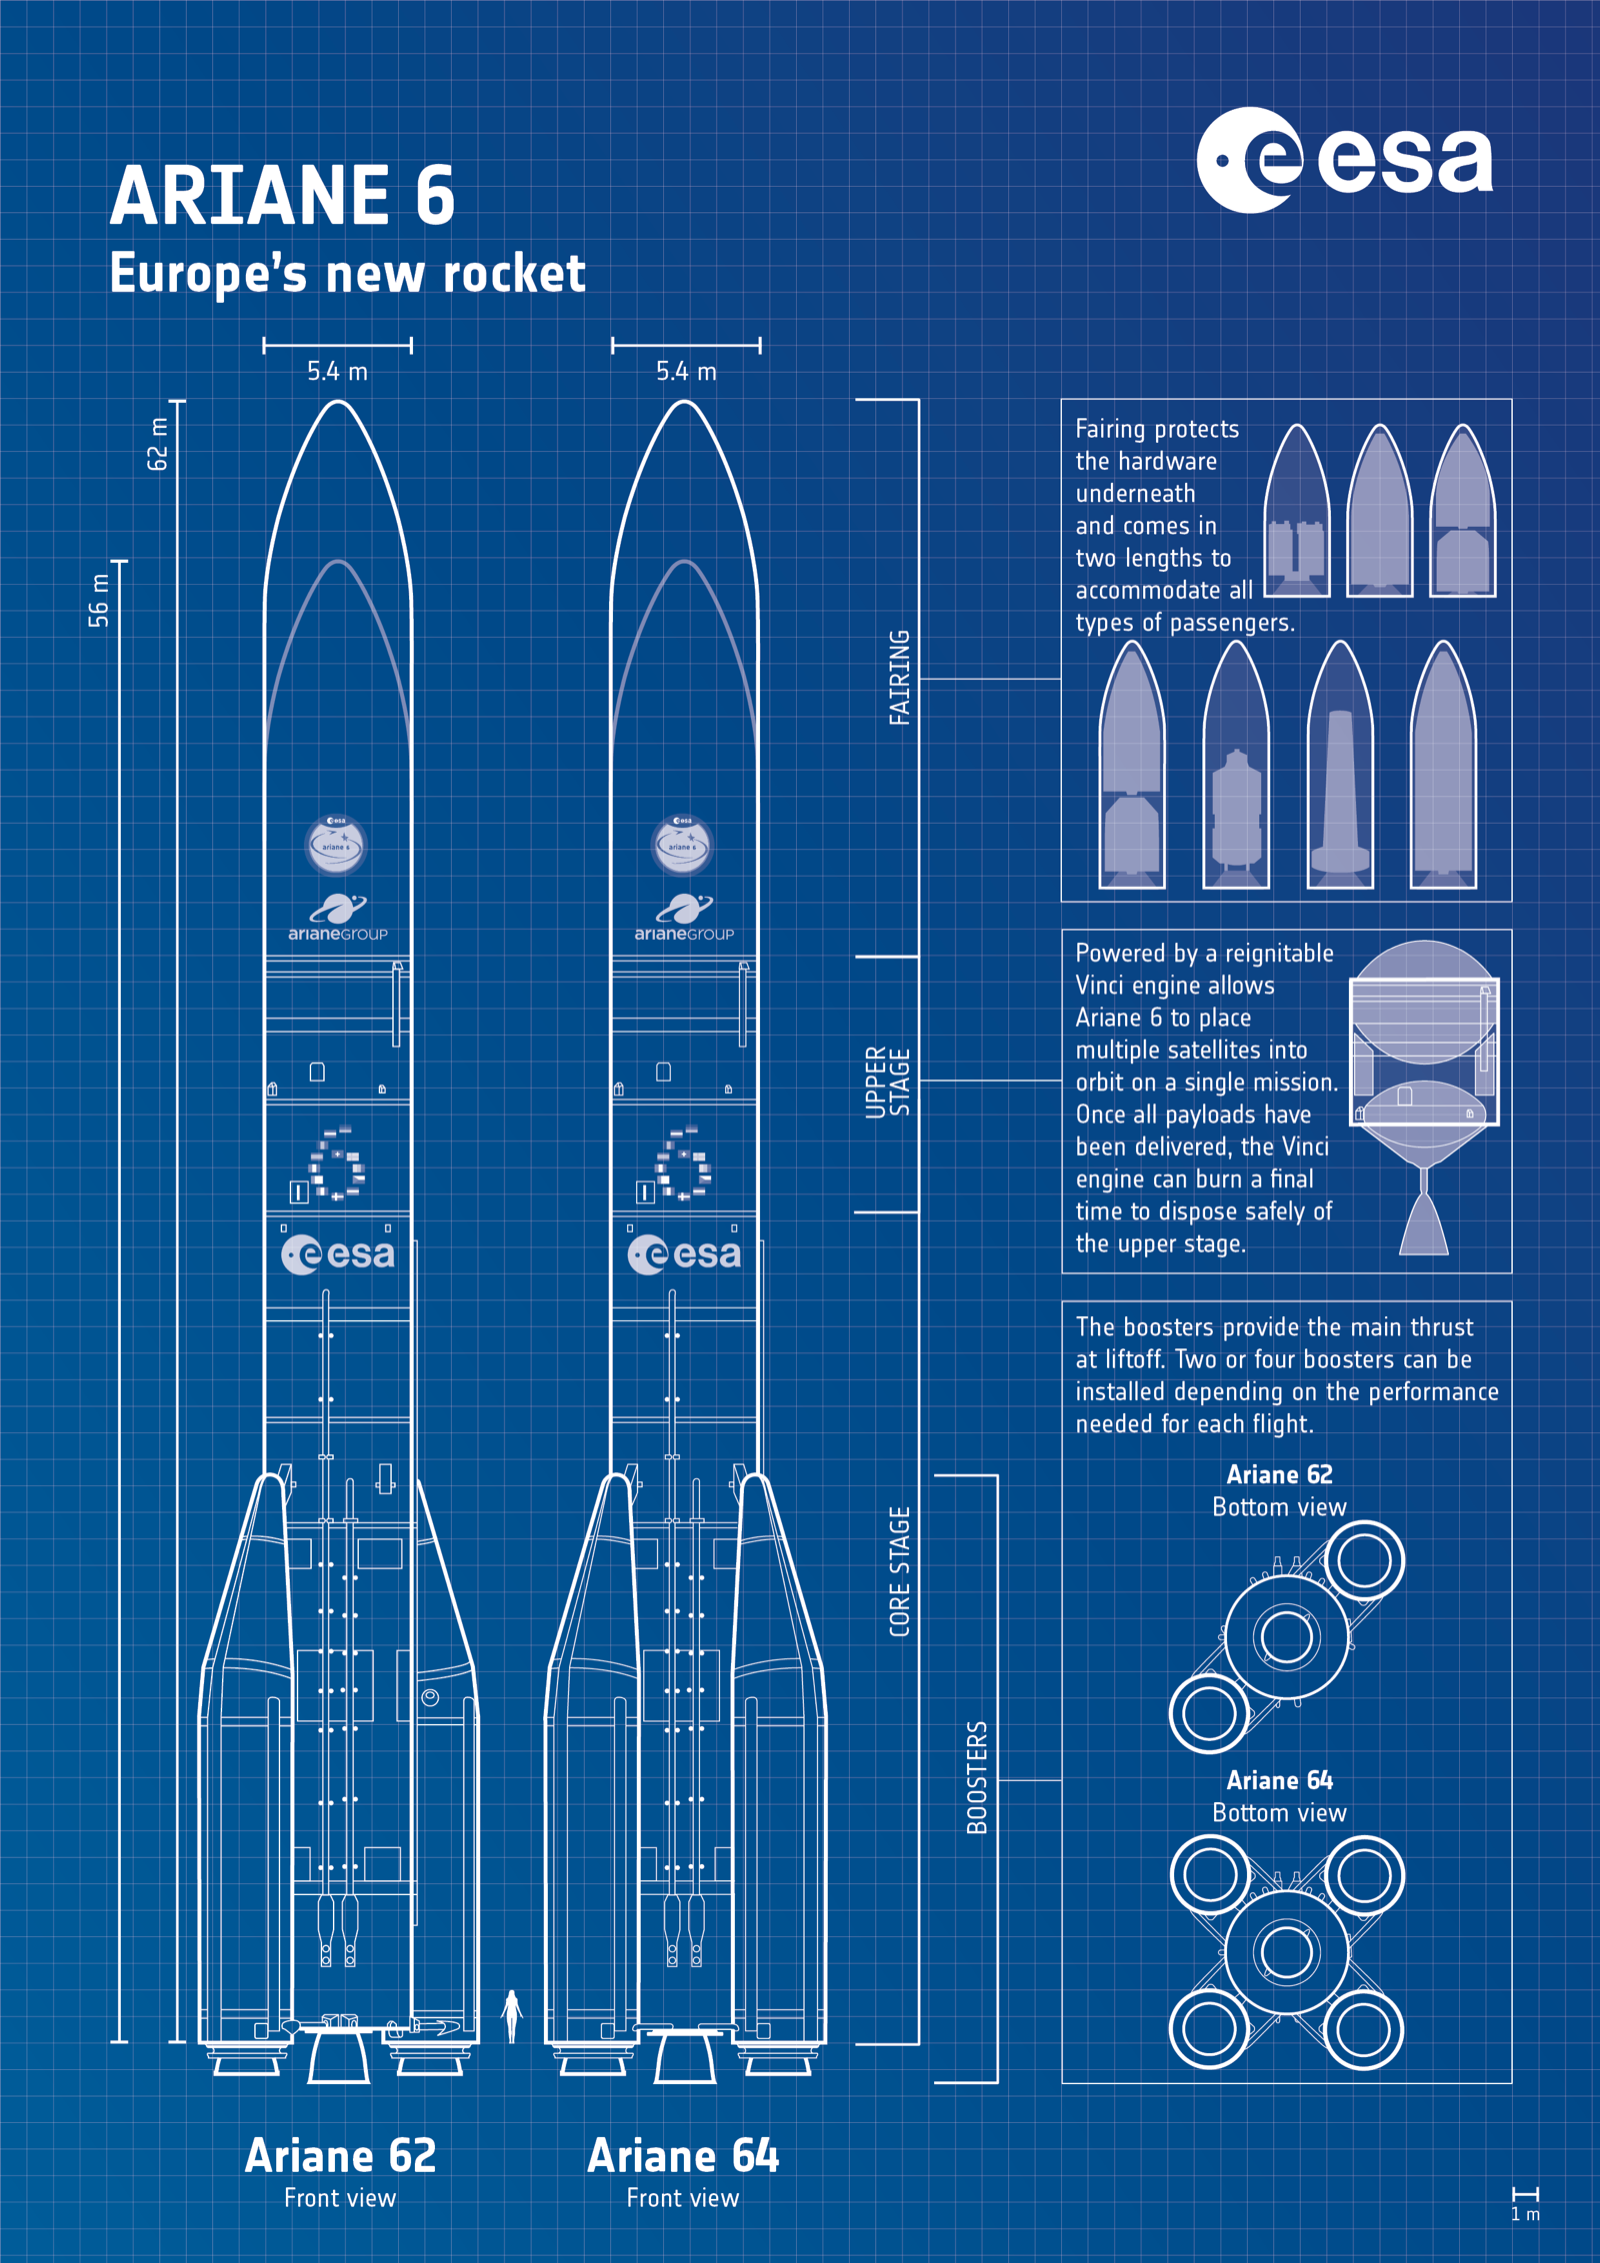 esa
ARIANE 6
Europe's new rocket
5.4 m
5.4 m
62 m
56 m
FAIRING
Fairing protects
the hardware
underneath
and comes in
two lengths to
accommodate all
types of passengers.
esa
ariane 6
arianeGROUP
esa
ariane 6
arianeGROUP
UPPER
STAGE
Powered by a reignitable
Vinci engine allows
Ariane 6 to place
multiple satellites into
orbit on a single mission.
Once all payloads have
been delivered, the Vinci
engine can burn a final
time to dispose safely of
the upper stage.
esa
esa
CORE STAGE
BOOSTERS
The boosters provide the main thrust
at liftoff. Two or four boosters can be
installed depending on the performance
needed for each flight.
Ariane 62
Bottom view
Ariane 64
Bottom view
Ariane 62
Front view
Ariane 64
Front view
1 m